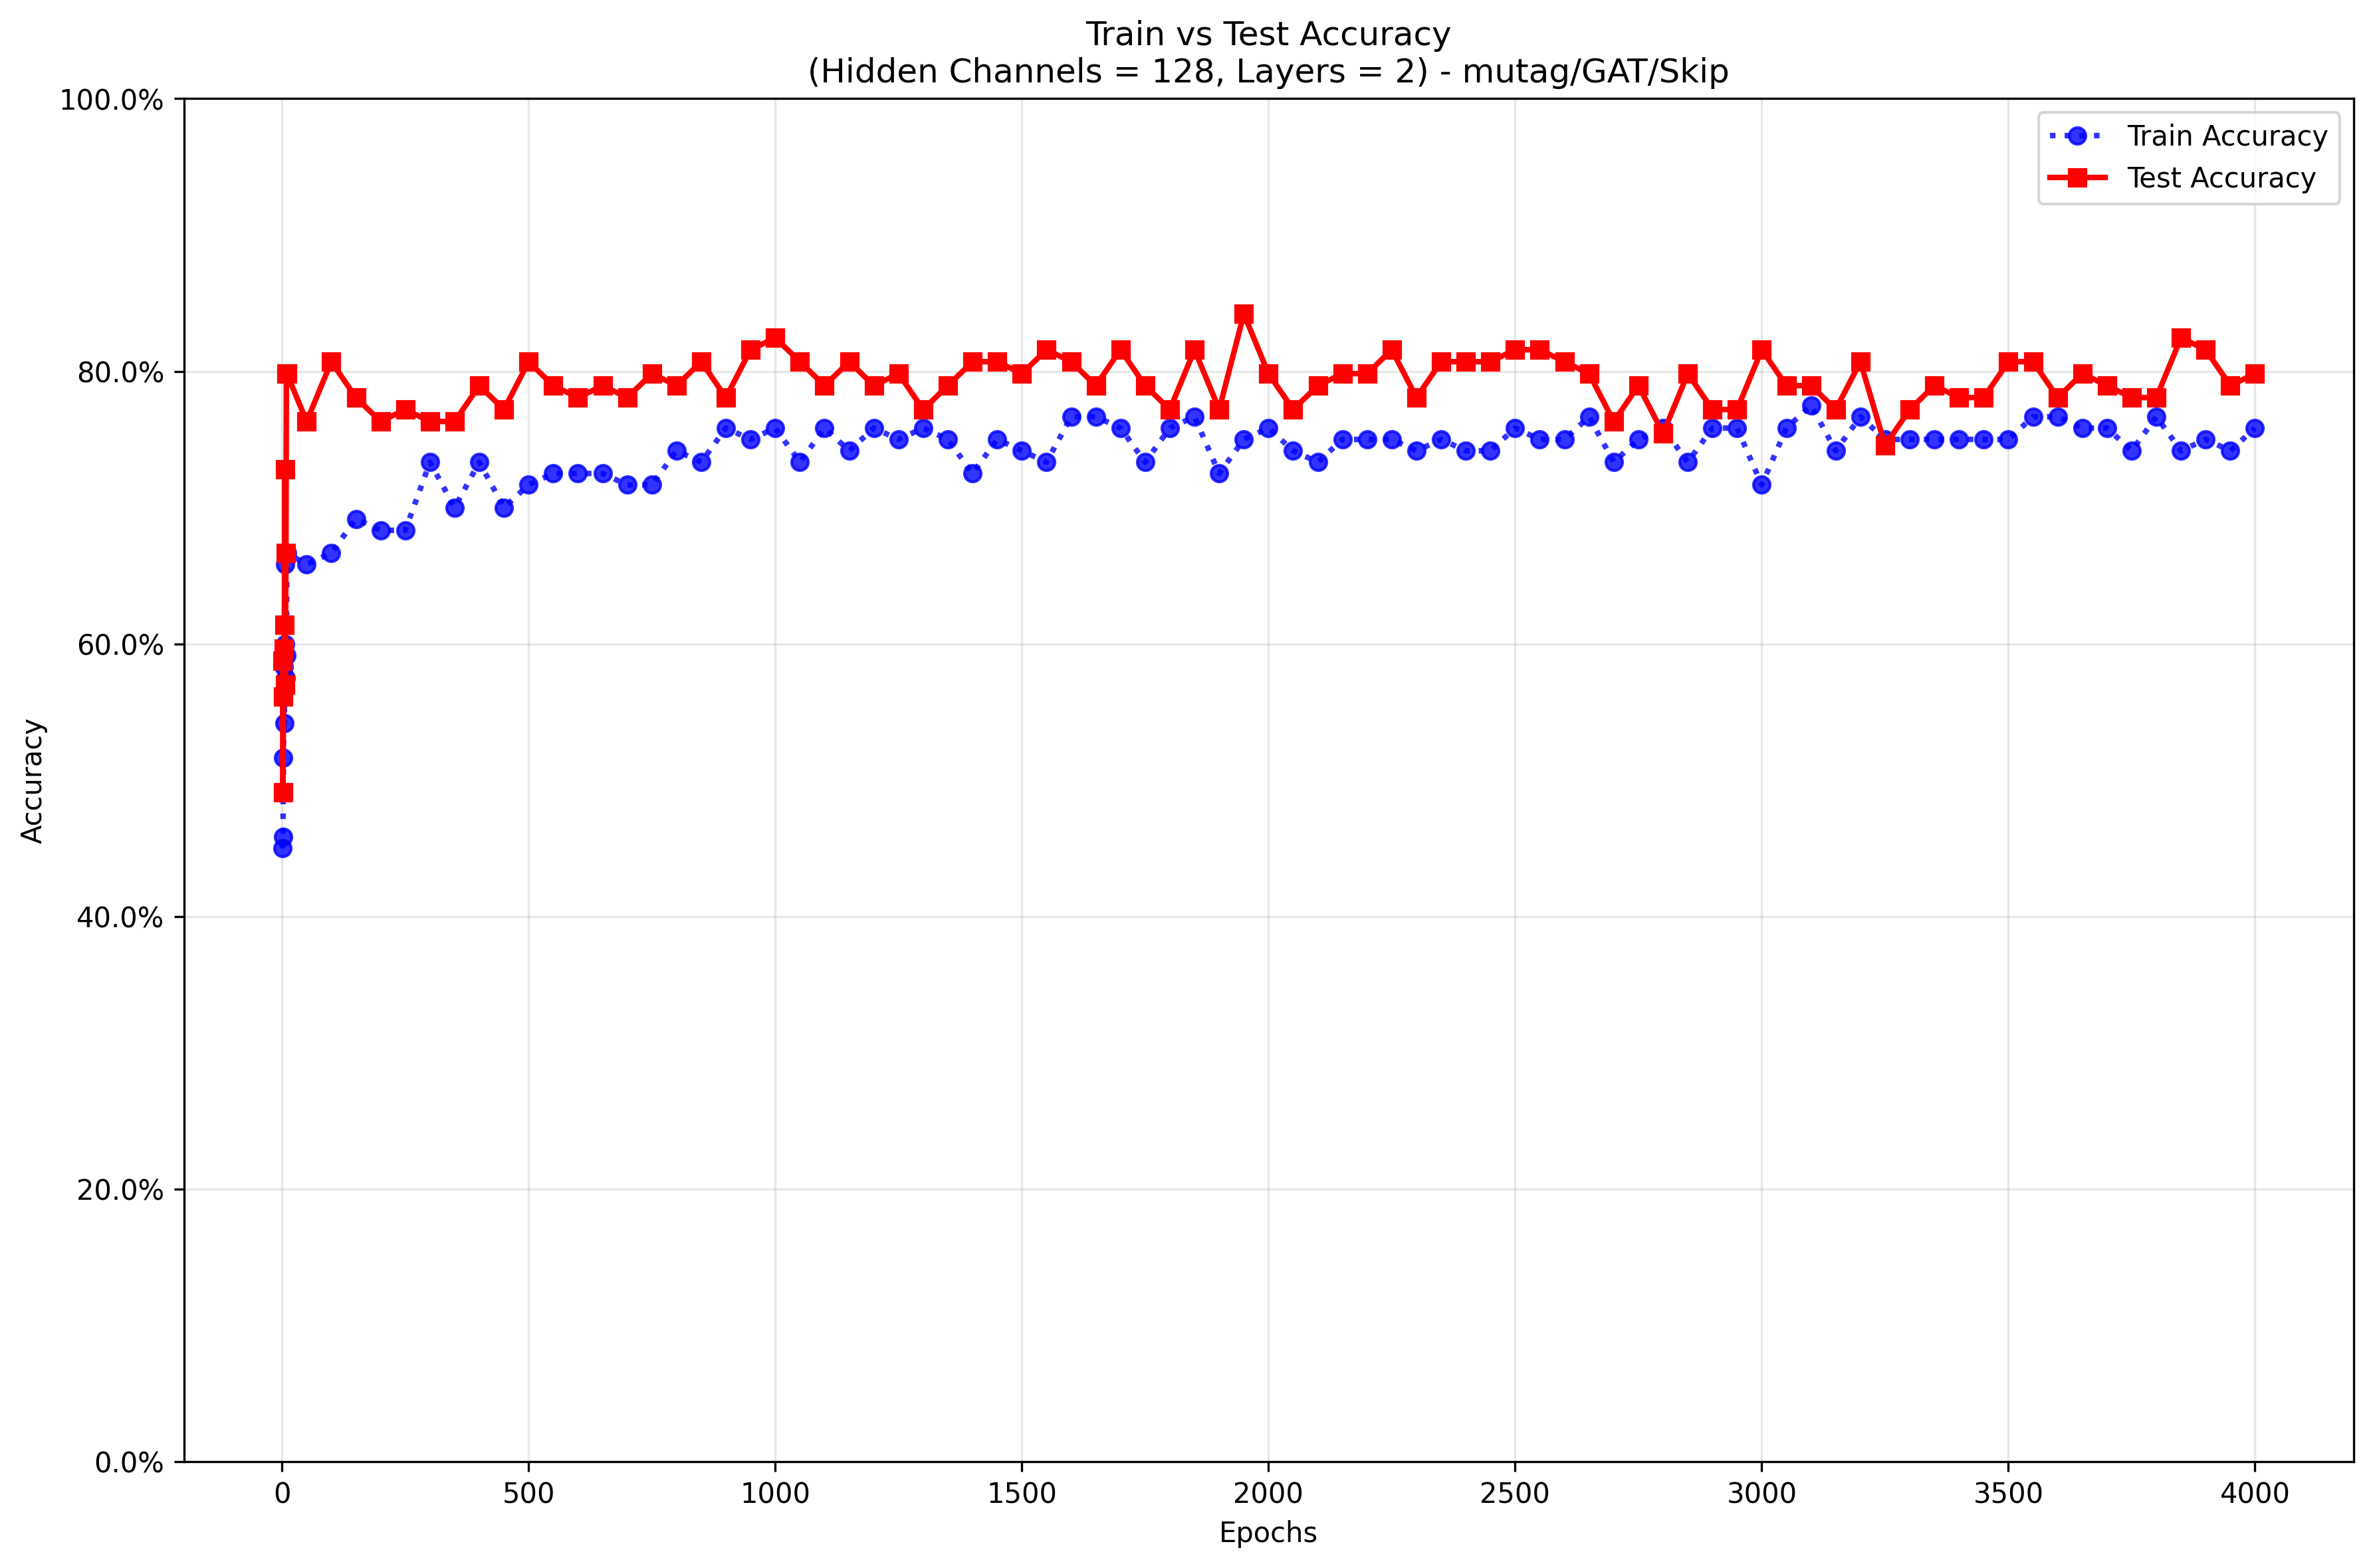 Train vs Test Accuracy
(Hidden Channels = 128, Layers = 2) - mutag/GAT/Skip
100.0%
80.0%
60.0%
40.0%
20.0%
0.0%
Accuracy
Train Accuracy
Test Accuracy
0 500 1000 1500 2000 2500 3000 3500 4000
Epochs